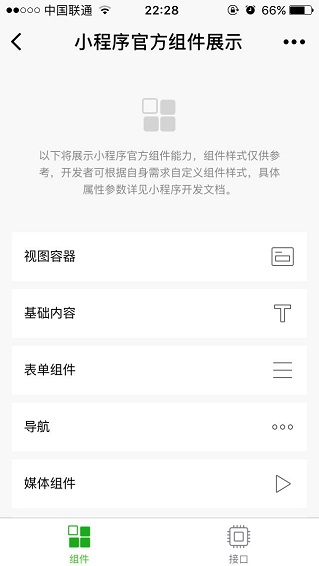 中国联通 22:28 66%
小程序官方组件展示
以下将展示小程序官方组件能力，组件样式仅供参
考，开发者可根据自身需求自定义组件样式，具体
属性参数详见小程序开发文档。
视图容器
基础内容
表单组件
导航
媒体组件
组件 接口